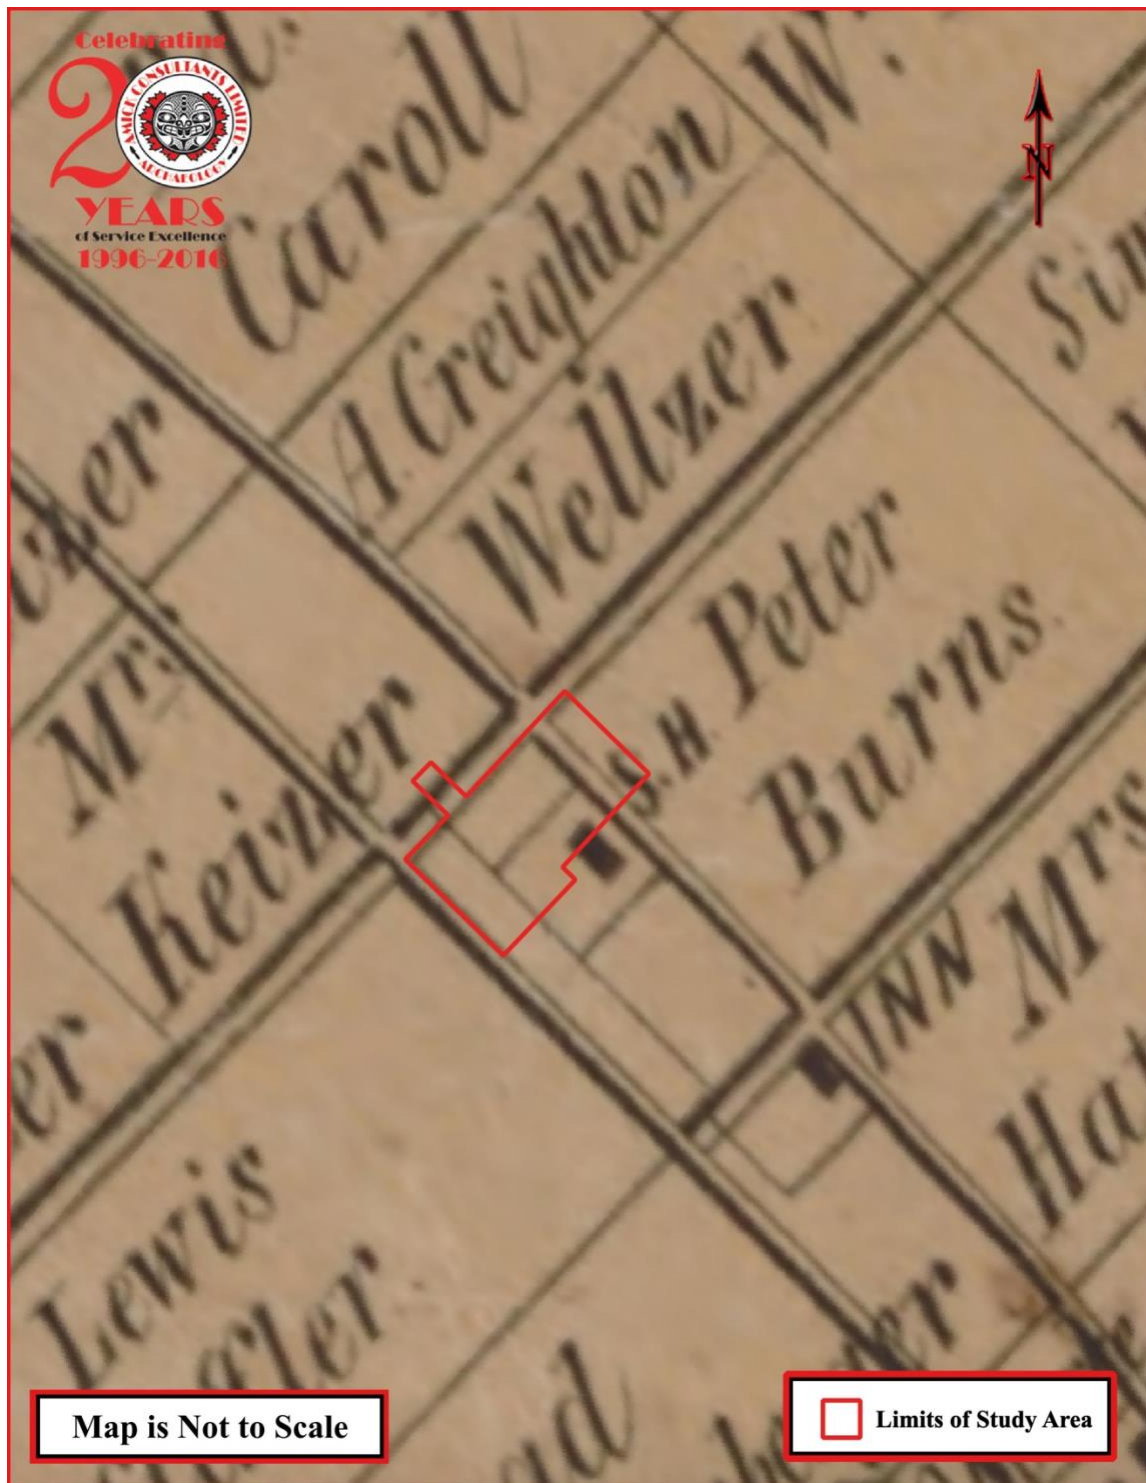 Celebrating
20
AMICK CONSULTANTS LIMITED
ARCHAEOLOGY
YEARS
of Service Excellence
1996-2016
N
Caroll
A. Creighton
W.
Wellzer
Mrs
Keizer
S.H.
Peter
Burns.
INN
Mrs
Lewis
Map is Not to Scale
Limits of Study Area